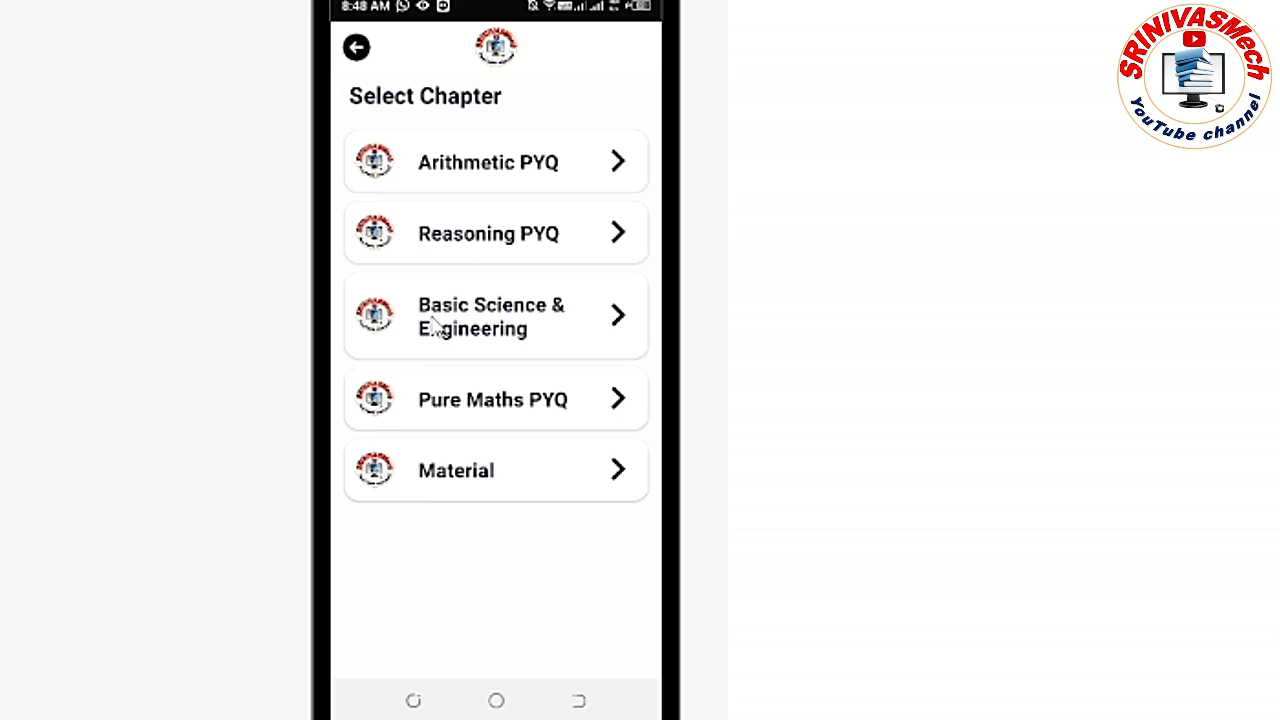 8:48 AM
Select Chapter
Arithmetic PYQ
Reasoning PYQ
Basic Science &
Engineering
Pure Maths PYQ
Material
SRINIVASMech
YouTube channel